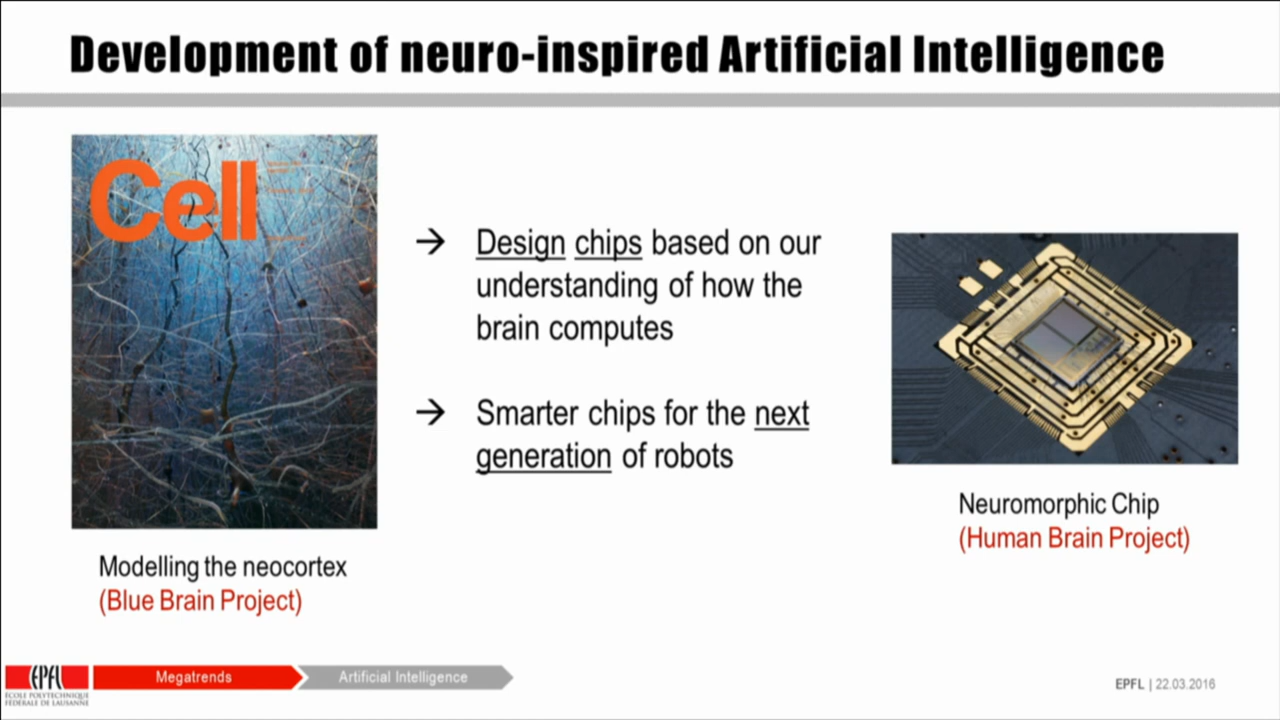 Development of neuro-inspired Artificial Intelligence
Cell
→ Design chips based on our
understanding of how the
brain computes
→ Smarter chips for the next
generation of robots
Neuromorphic Chip
(Human Brain Project)
Modelling the neocortex
(Blue Brain Project)
EPFL
ÉCOLE POLYTECHNIQUE
FÉDÉRALE DE LAUSANNE
Megatrends
Artificial Intelligence
EPFL | 22.03.2016